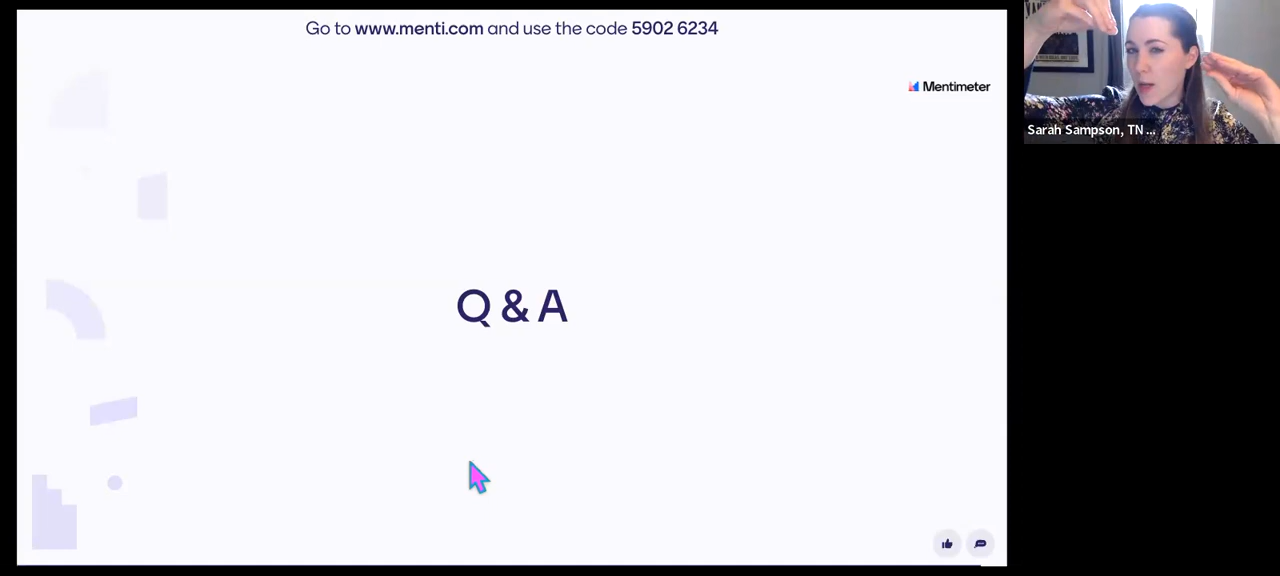 Go to www.menti.com and use the code 5902 6234
Mentimeter
Sarah Sampson, TN ...
Q & A